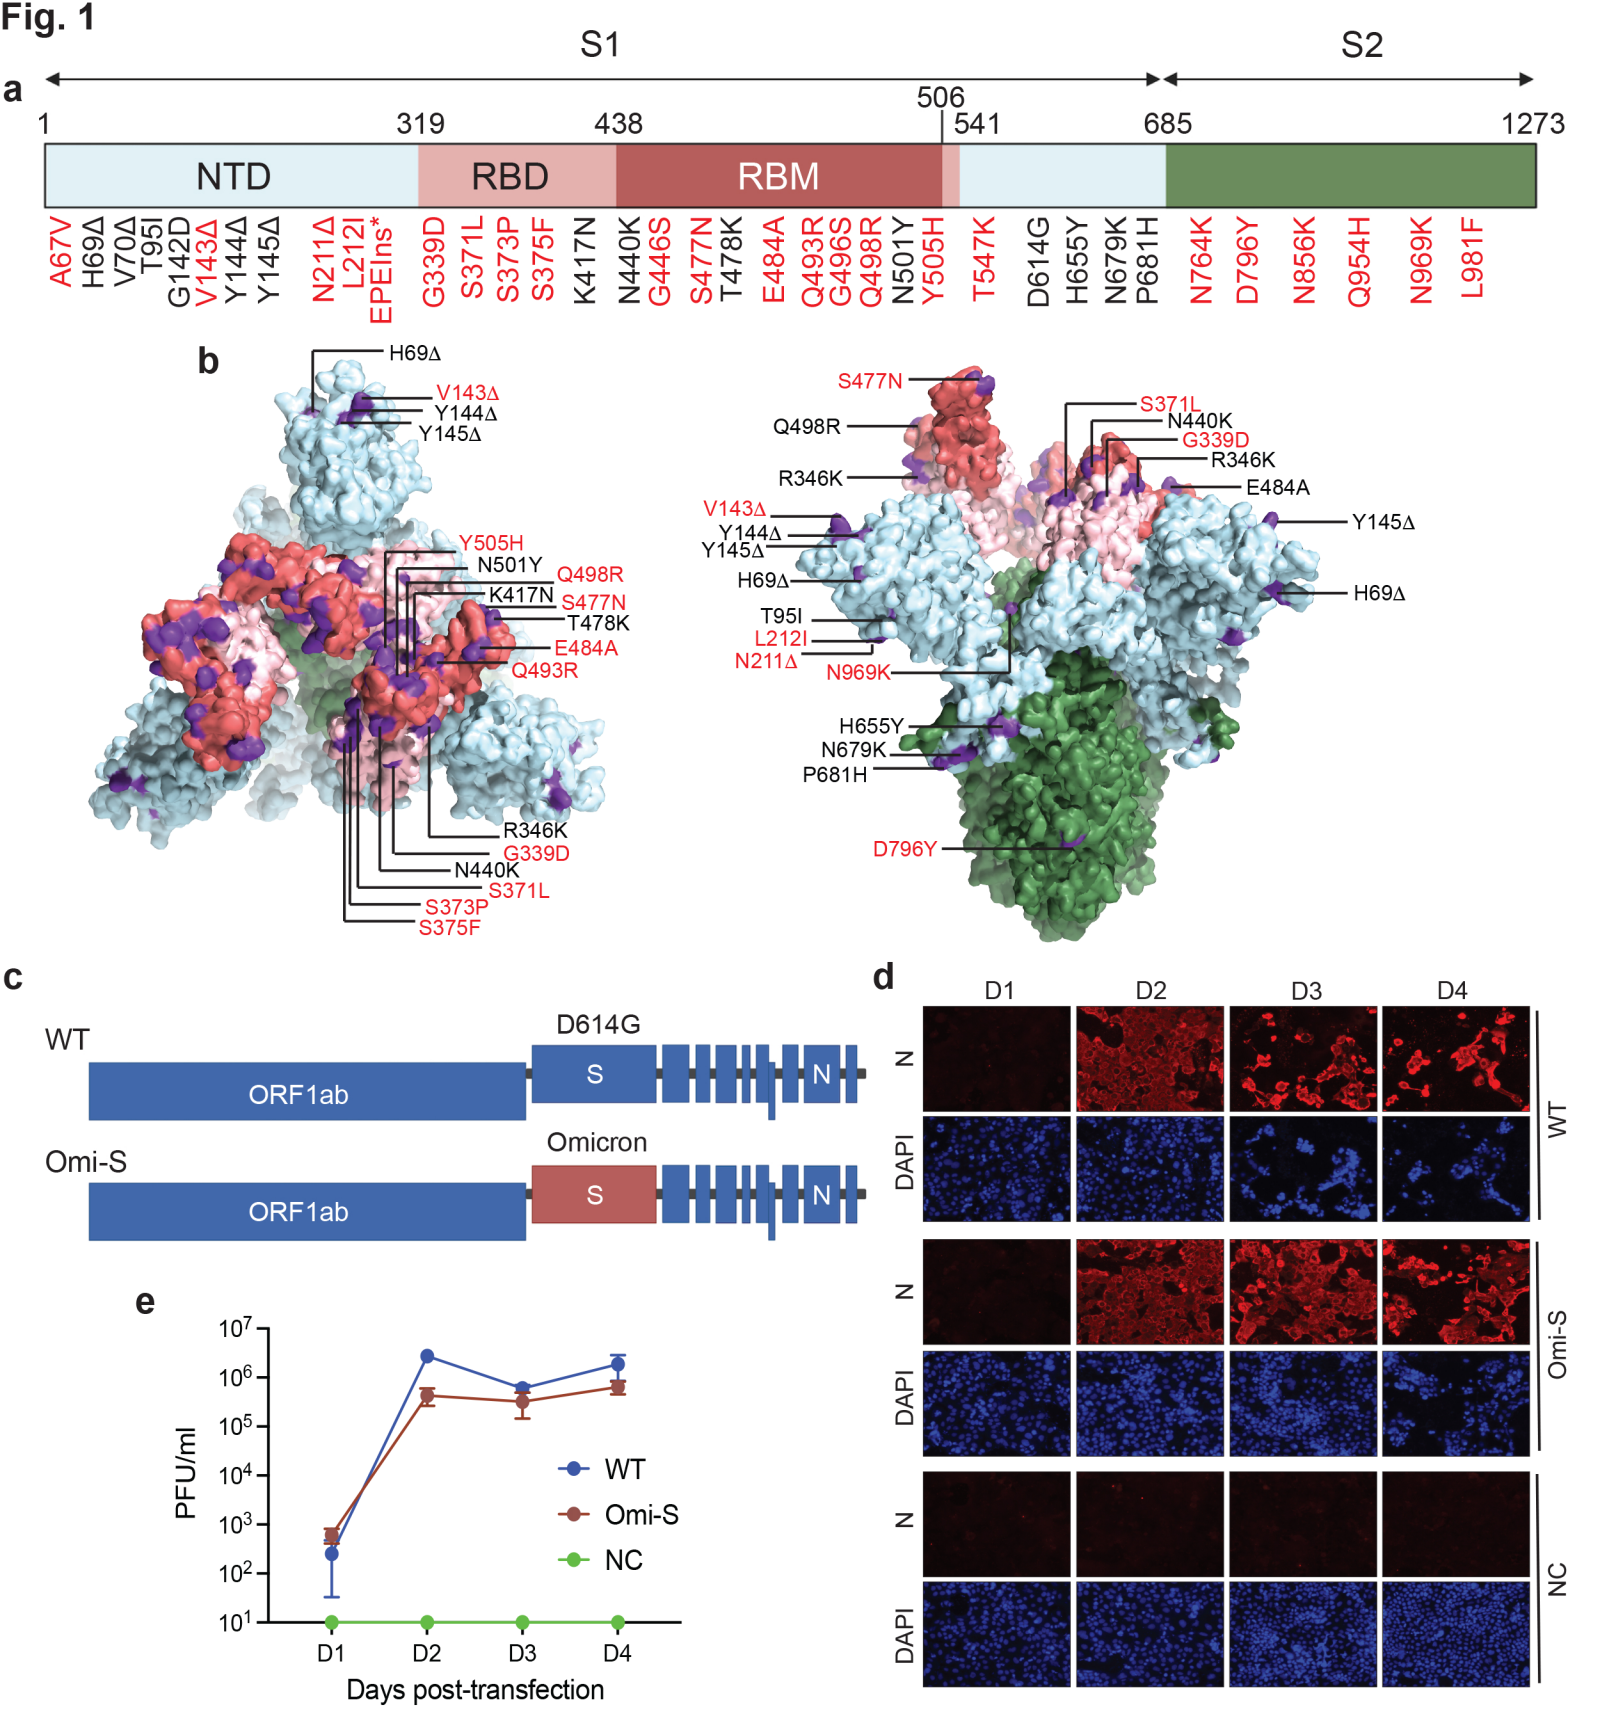 Fig. 1
S1
S2
a
506
1
319
438
541
685
1273
NTD
RBD
RBM
A67V
H69Δ
V70Δ
T95I
G142D
V143Δ
Y144Δ
Y145Δ
N211Δ
L212I
EPEIns*
G339D
S371L
S373P
S375F
K417N
N440K
G446S
S477N
T478K
E484A
Q493R
G496S
Q498R
N501Y
Y505H
T547K
D614G
H655Y
N679K
P681H
N764K
D796Y
N856K
Q954H
N969K
L981F
b
H69Δ
V143Δ
Y144Δ
Y145Δ
Y505H
N501Y
Q498R
K417N
S477N
T478K
E484A
Q493R
R346K
G339D
N440K
S371L
S373P
S375F
S477N
Q498R
R346K
V143Δ
Y144Δ
Y145Δ
H69Δ
T95I
L212I
N211Δ
N969K
H655Y
N679K
P681H
D796Y
S371L
N440K
G339D
R346K
E484A
Y145Δ
H69Δ
c
WT
D614G
ORF1ab
S
N
Omi-S
Omicron
ORF1ab
S
N
d
D1
D2
D3
D4
N
DAPI
WT
N
DAPI
Omi-S
N
DAPI
NC
e
10⁷
10⁶
10⁵
10⁴
10³
10²
10¹
PFU/ml
WT
Omi-S
NC
D1
D2
D3
D4
Days post-transfection